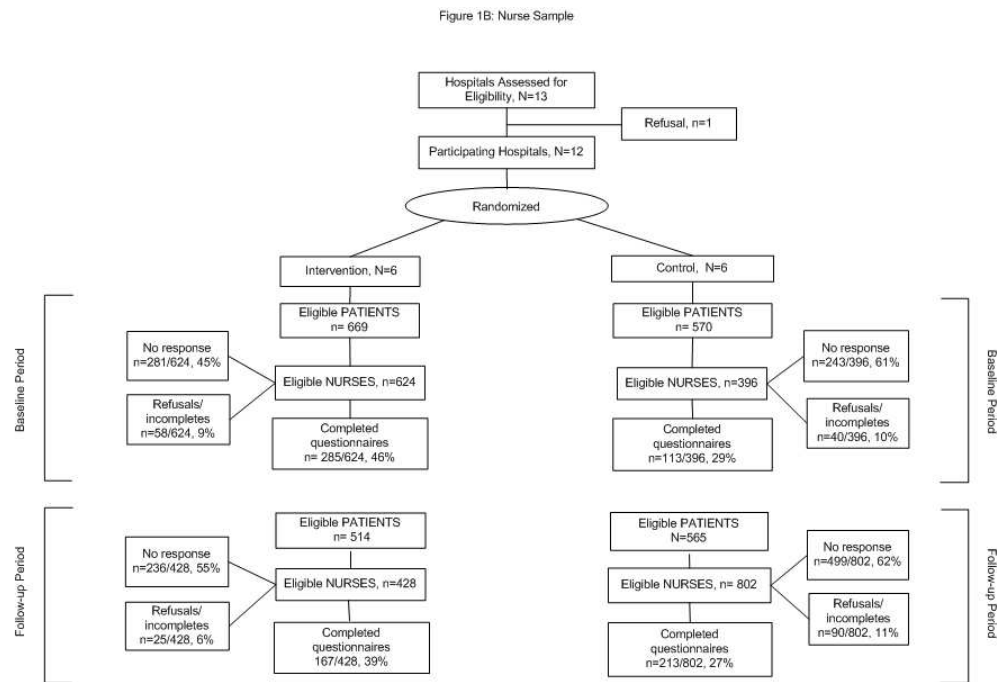 Figure 1B: Nurse Sample
Hospitals Assessed for
Eligibility, N=13
Refusal, n=1
Participating Hospitals, N=12
Randomized
Intervention, N=6
Control, N=6
Baseline Period
Eligible PATIENTS
n= 669
No response
n=281/624, 45%
Eligible NURSES, n=624
Refusals/
incompletes
n=58/624, 9%
Completed
questionnaires
n= 285/624, 46%
Eligible PATIENTS
n= 570
No response
n=243/396, 61%
Eligible NURSES, n=396
Refusals/
incompletes
n=40/396, 10%
Completed
questionnaires
n=113/396, 29%
Baseline Period
Follow-up Period
Eligible PATIENTS
n= 514
No response
n=236/428, 55%
Eligible NURSES, n=428
Refusals/
incompletes
n=25/428, 6%
Completed
questionnaires
167/428, 39%
Eligible PATIENTS
N=565
No response
n=499/802, 62%
Eligible NURSES, n= 802
Refusals/
incompletes
n=90/802, 11%
Completed
questionnaires
n=213/802, 27%
Follow-up Period